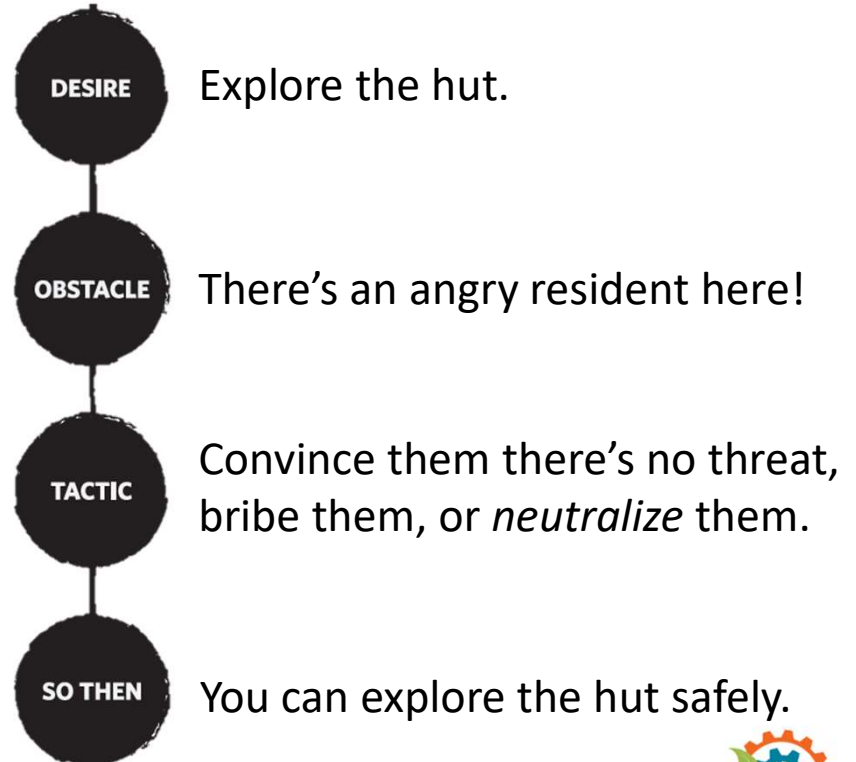 DESIRE
Explore the hut.
OBSTACLE
There’s an angry resident here!
TACTIC
Convince them there’s no threat,
bribe them, or neutralize them.
SO THEN
You can explore the hut safely.